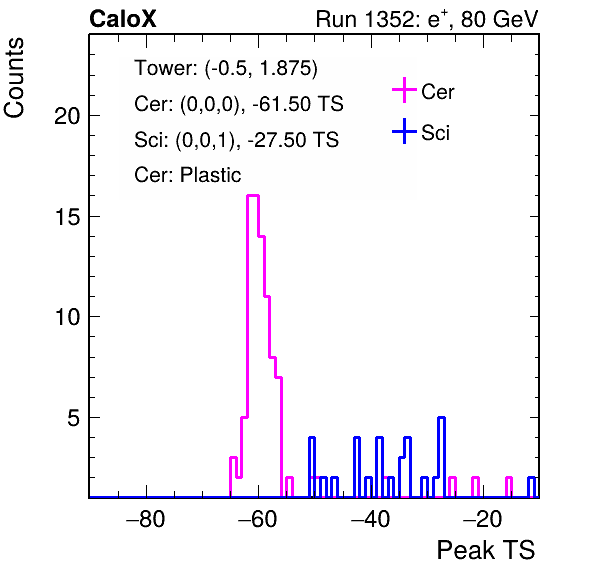 CaloX Run 1352: e⁺, 80 GeV
Counts
Tower: (-0.5, 1.875)
Cer: (0,0,0), -61.50 TS
Sci: (0,0,1), -27.50 TS
Cer: Plastic
Cer
Sci
20
15
10
5
−80 −60 −40 −20
Peak TS